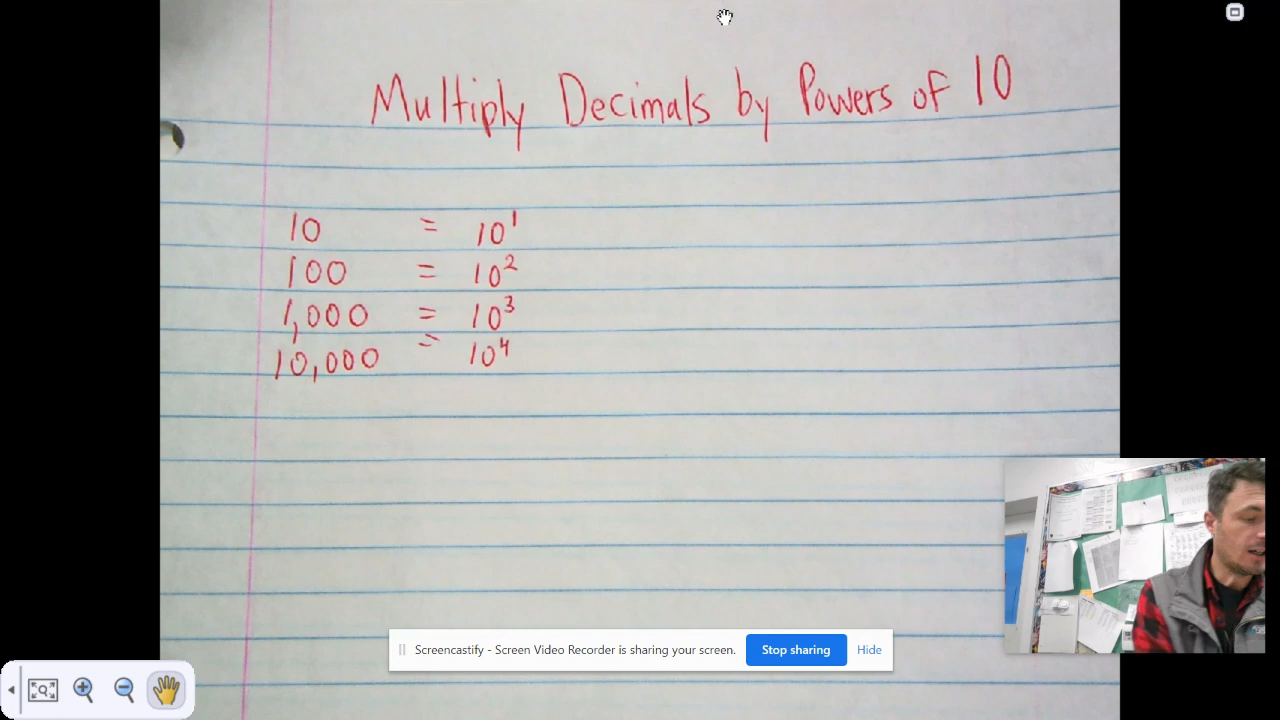 Multiply Decimals by Powers of 10
10 = 10¹
100 = 10²
1,000 = 10³
10,000 = 10⁴
Screencastify - Screen Video Recorder is sharing your screen. Stop sharing Hide